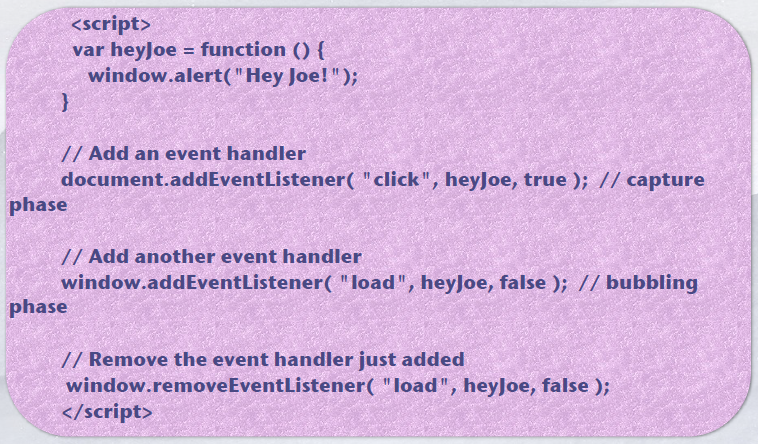 <script>
var heyJoe = function () {
window.alert("Hey Joe!");
}
// Add an event handler
document.addEventListener( "click", heyJoe, true ); // capture
phase
// Add another event handler
window.addEventListener( "load", heyJoe, false ); // bubbling
phase
// Remove the event handler just added
window.removeEventListener( "load", heyJoe, false );
</script>